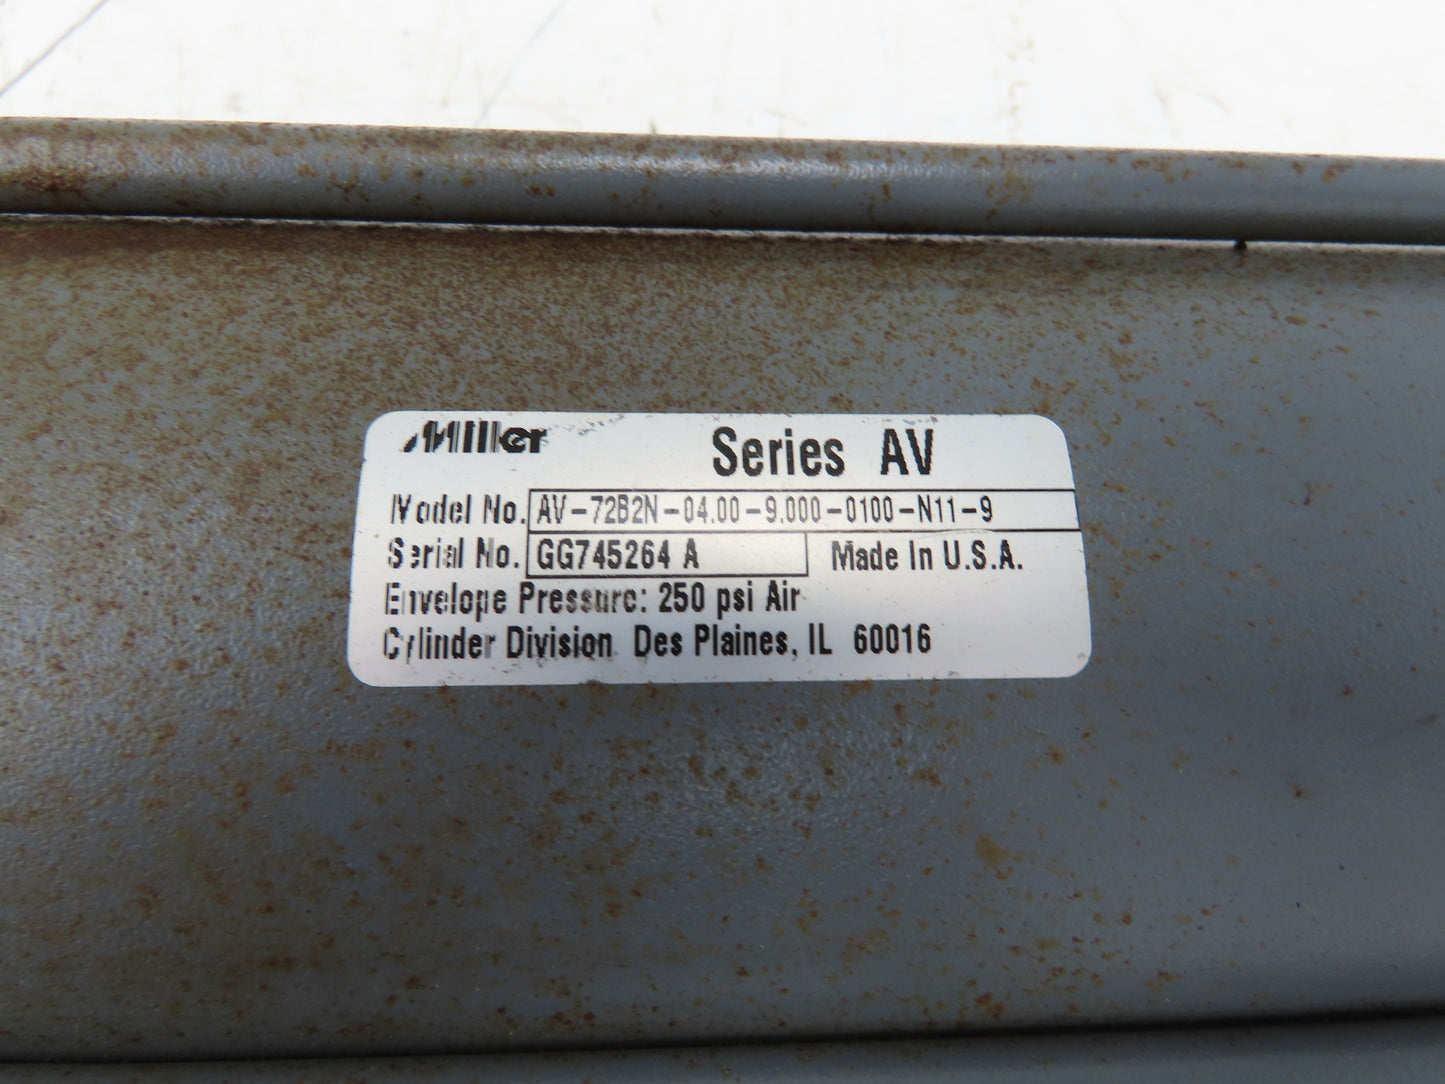 Miller Series AV
Model No. AV-72B2N-04.00-9.000-0100-N11-9
Serial No. GG745264 A Made In U.S.A.
Envelope Pressure: 250 psi Air
Cylinder Division Des Plaines, IL 60016